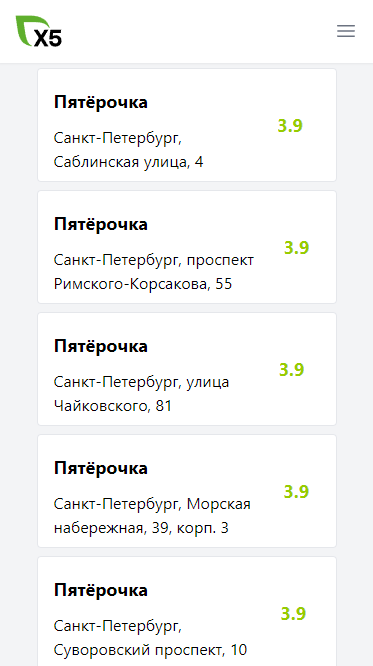 X5
Пятёрочка
Санкт-Петербург,
Саблинская улица, 4
3.9
Пятёрочка
Санкт-Петербург, проспект
Римского-Корсакова, 55
3.9
Пятёрочка
Санкт-Петербург, улица
Чайковского, 81
3.9
Пятёрочка
Санкт-Петербург, Морская
набережная, 39, корп. 3
3.9
Пятёрочка
Санкт-Петербург,
Суворовский проспект, 10
3.9